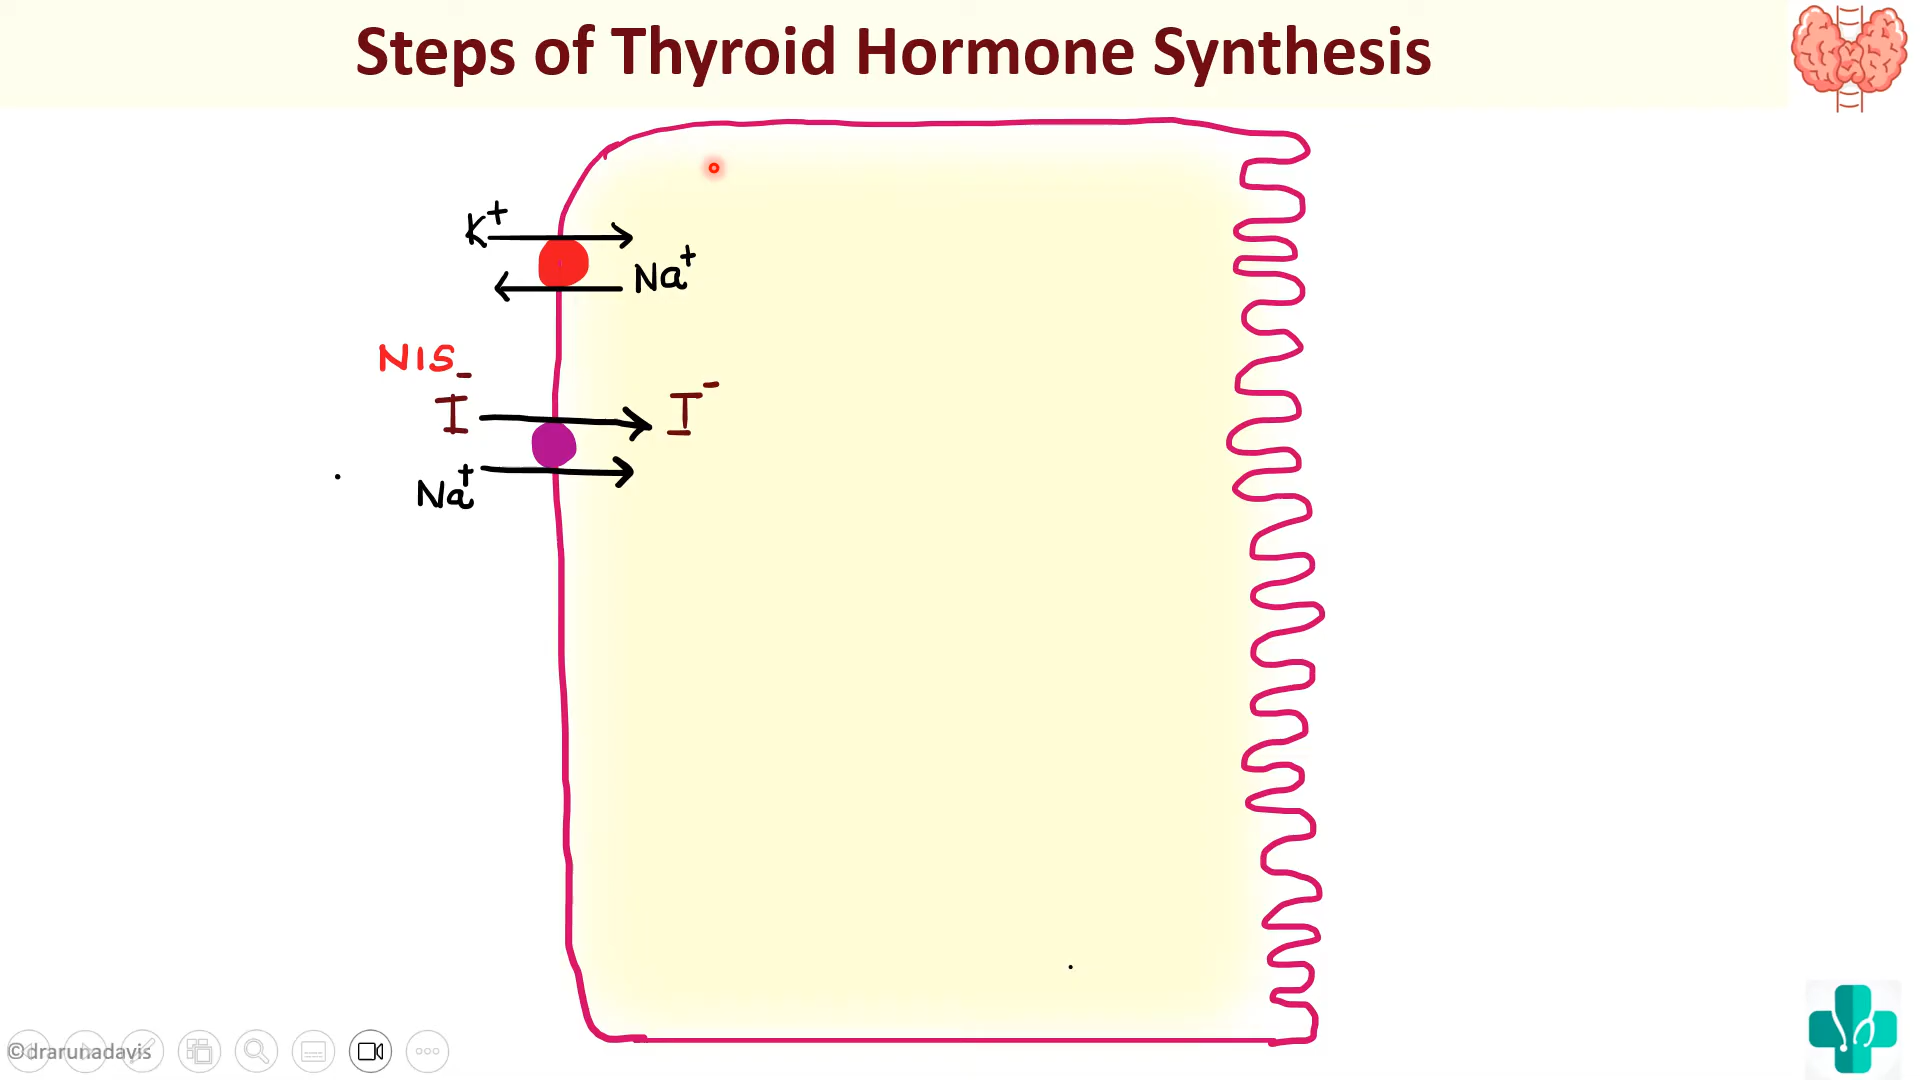 Steps of Thyroid Hormone Synthesis
K+
Na+
NIS
I-
I-
Na+
©drarunadavis